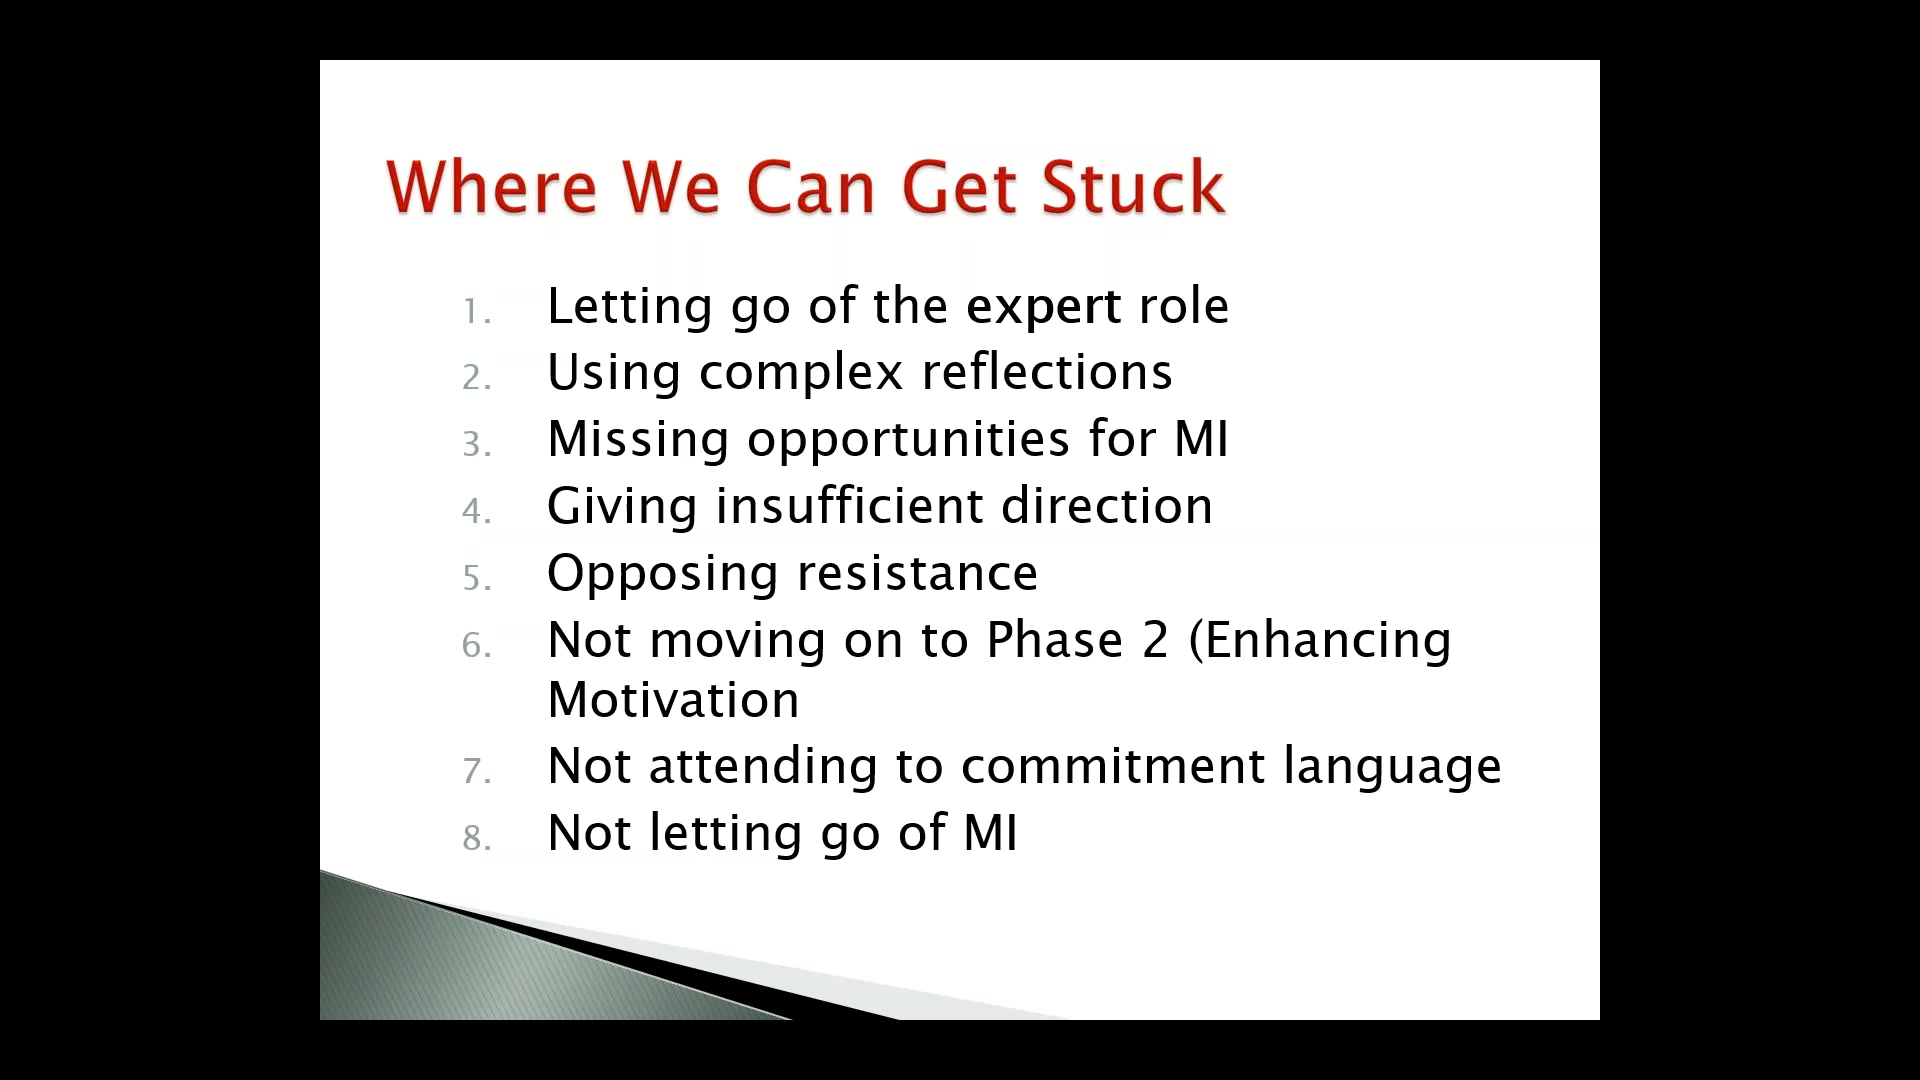 Where We Can Get Stuck
1. Letting go of the expert role
2. Using complex reflections
3. Missing opportunities for MI
4. Giving insufficient direction
5. Opposing resistance
6. Not moving on to Phase 2 (Enhancing
Motivation
7. Not attending to commitment language
8. Not letting go of MI